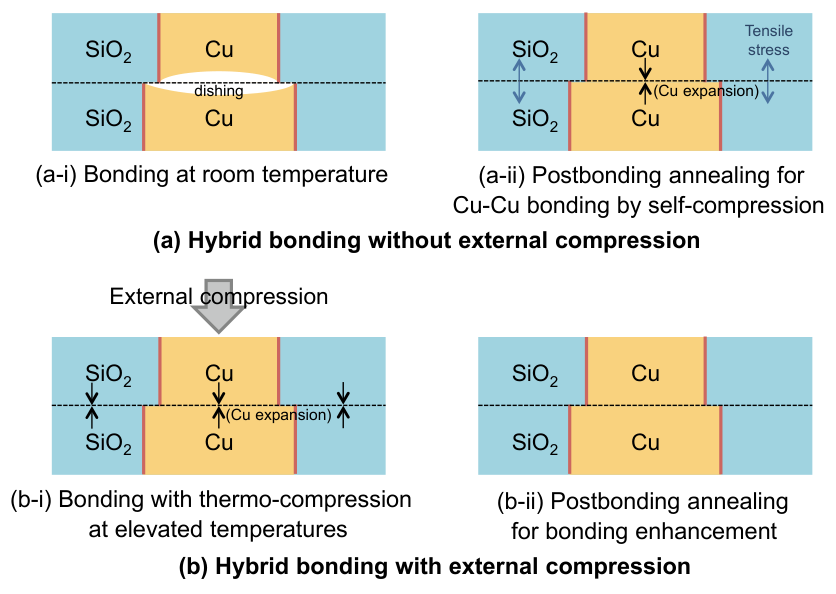 SiO2
Cu
dishing
SiO2
Cu
(a-i) Bonding at room temperature
SiO2
Cu
Tensile
stress
(Cu expansion)
SiO2
Cu
(a-ii) Postbonding annealing for
Cu-Cu bonding by self-compression
(a) Hybrid bonding without external compression
External compression
SiO2
Cu
(Cu expansion)
SiO2
Cu
(b-i) Bonding with thermo-compression
at elevated temperatures
SiO2
Cu
SiO2
Cu
(b-ii) Postbonding annealing
for bonding enhancement
(b) Hybrid bonding with external compression